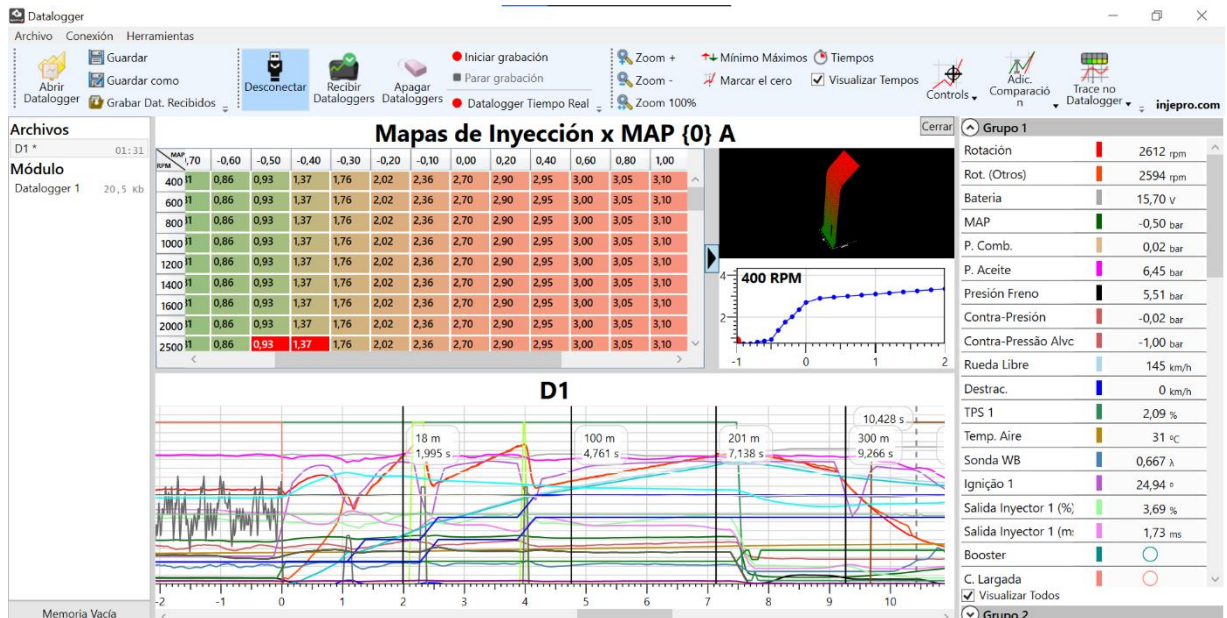 Datalogger
Archivo Conexión Herramientas
Abrir Datalogger
Guardar
Guardar como
Grabar Dat. Recibidos
Desconectar
Recibir Dataloggers
Apagar Dataloggers
Iniciar grabación
Parar grabación
Datalogger Tiempo Real
Zoom +
Zoom -
Zoom 100%
Mínimo Máximos
Tiempos
Marcar el cero
Visualizar Tempos
Controls
Adic. Comparació n
Trace no Datalogger
injepro.com
Archivos
D1 * 01:31
Módulo
Datalogger 1 20,5 Kb
Memoria Vacía
Mapas de Inyección x MAP {0} A
Cerrar
MAP
RPM
,70 -0,60 -0,50 -0,40 -0,30 -0,20 -0,10 0,00 0,20 0,40 0,60 0,80 1,00
400 0,86 0,93 1,37 1,76 2,02 2,36 2,70 2,90 2,95 3,00 3,05 3,10
600 0,86 0,93 1,37 1,76 2,02 2,36 2,70 2,90 2,95 3,00 3,05 3,10
800 0,86 0,93 1,37 1,76 2,02 2,36 2,70 2,90 2,95 3,00 3,05 3,10
1000 0,86 0,93 1,37 1,76 2,02 2,36 2,70 2,90 2,95 3,00 3,05 3,10
1200 0,86 0,93 1,37 1,76 2,02 2,36 2,70 2,90 2,95 3,00 3,05 3,10
1400 0,86 0,93 1,37 1,76 2,02 2,36 2,70 2,90 2,95 3,00 3,05 3,10
1600 0,86 0,93 1,37 1,76 2,02 2,36 2,70 2,90 2,95 3,00 3,05 3,10
2000 0,86 0,93 1,37 1,76 2,02 2,36 2,70 2,90 2,95 3,00 3,05 3,10
2500 0,86 0,93 1,37 1,76 2,02 2,36 2,70 2,90 2,95 3,00 3,05 3,10
400 RPM
4
2
-1 0 1 2
D1
10,428 s
18 m
1,995 s
100 m
4,761 s
201 m
7,138 s
300 m
9,266 s
-2 -1 0 1 2 3 4 5 6 7 8 9 10
Grupo 1
Rotación 2612 rpm
Rot. (Otros) 2594 rpm
Bateria 15,70 V
MAP -0,50 bar
P. Comb. 0,02 bar
P. Aceite 6,45 bar
Presión Freno 5,51 bar
Contra-Presión -0,02 bar
Contra-Pressão Alvc -1,00 bar
Rueda Libre 145 km/h
Destrac. 0 km/h
TPS 1 2,09 %
Temp. Aire 31 ºC
Sonda WB 0,667 λ
Ignição 1 24,94 º
Salida Inyector 1 (%) 3,69 %
Salida Inyector 1 (m: 1,73 ms
Booster
C. Largada
Visualizar Todos
Grupo 2